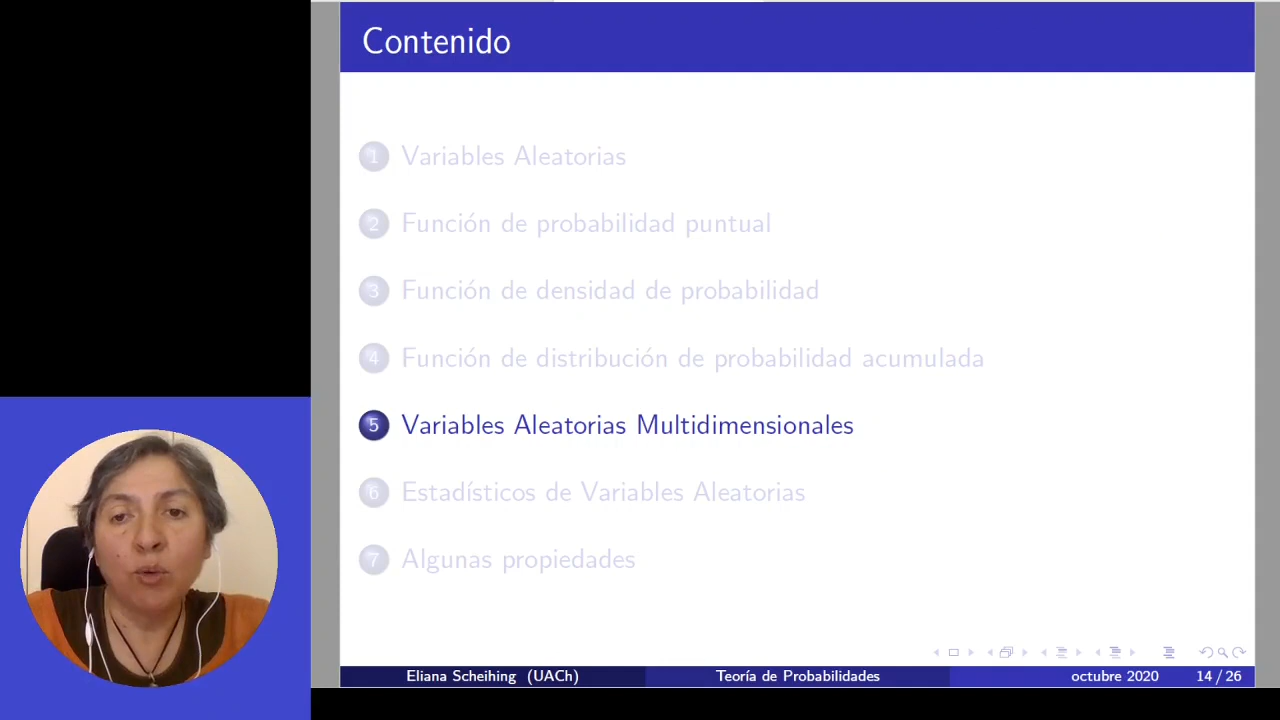 Contenido
1 Variables Aleatorias
2 Función de probabilidad puntual
3 Función de densidad de probabilidad
4 Función de distribución de probabilidad acumulada
5 Variables Aleatorias Multidimensionales
6 Estadísticos de Variables Aleatorias
7 Algunas propiedades
Eliana Scheihing (UACh) Teoría de Probabilidades octubre 2020 14 / 26